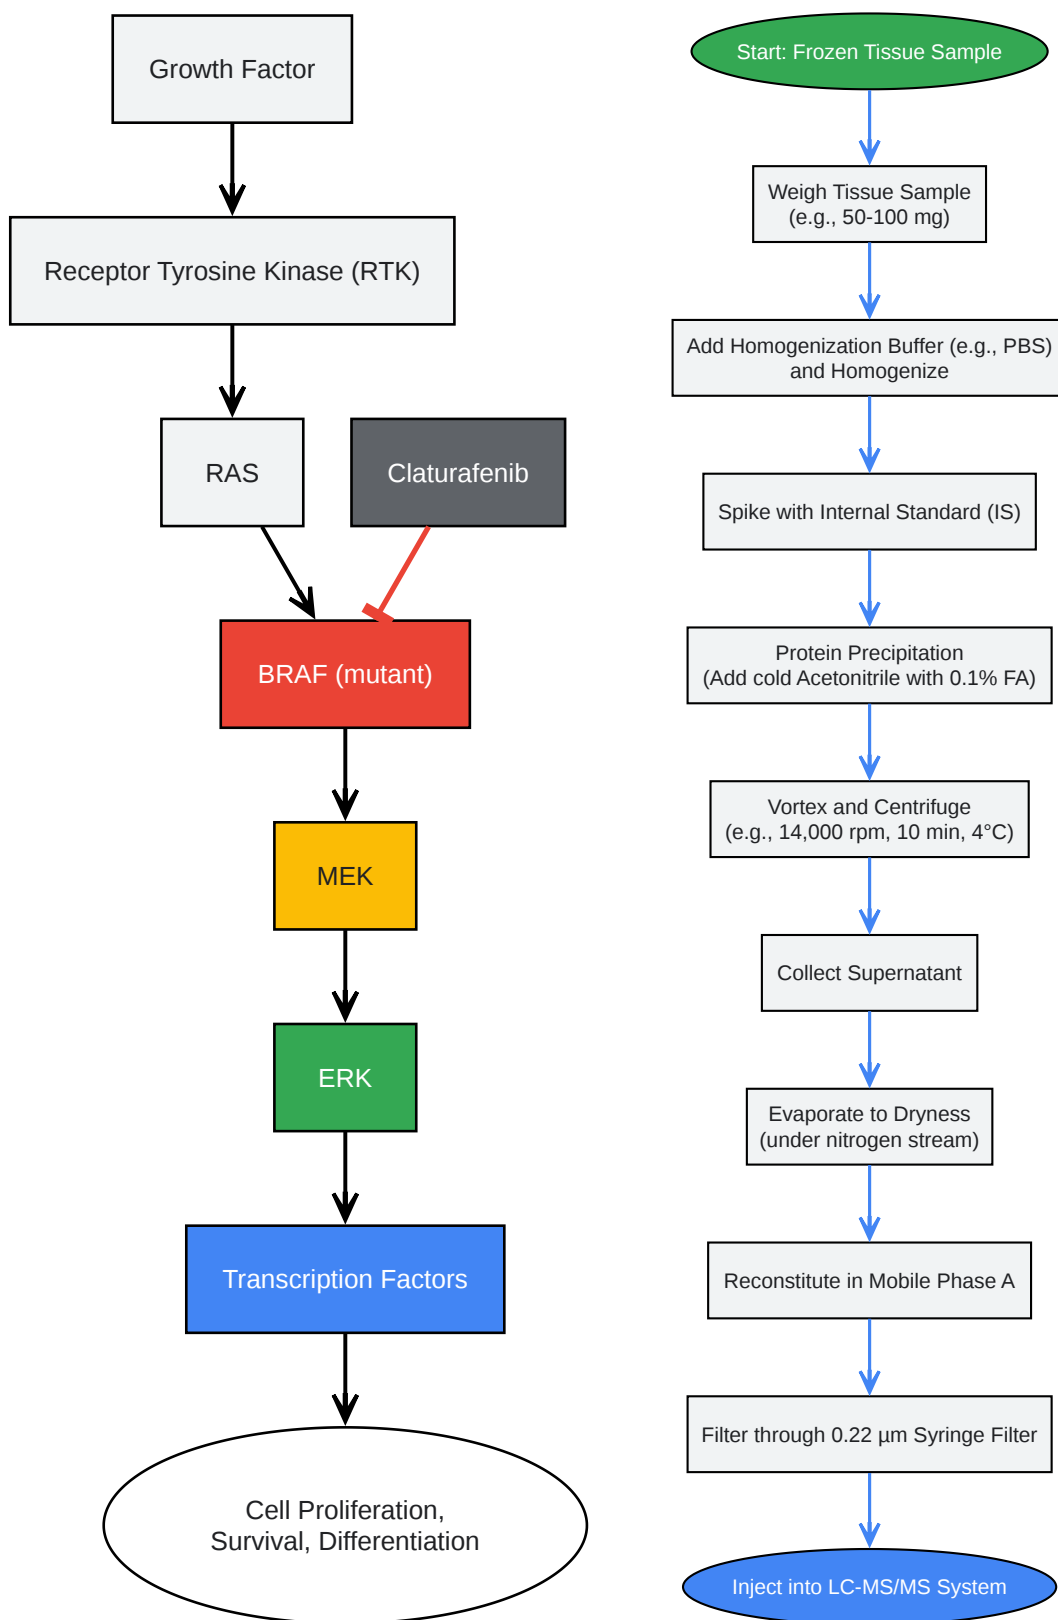 Growth Factor
Receptor Tyrosine Kinase (RTK)
RAS
Claturafenib
BRAF (mutant)
MEK
ERK
Transcription Factors
Cell Proliferation,
Survival, Differentiation
Start: Frozen Tissue Sample
Weigh Tissue Sample
(e.g., 50-100 mg)
Add Homogenization Buffer (e.g., PBS)
and Homogenize
Spike with Internal Standard (IS)
Protein Precipitation
(Add cold Acetonitrile with 0.1% FA)
Vortex and Centrifuge
(e.g., 14,000 rpm, 10 min, 4°C)
Collect Supernatant
Evaporate to Dryness
(under nitrogen stream)
Reconstitute in Mobile Phase A
Filter through 0.22 µm Syringe Filter
Inject into LC-MS/MS System